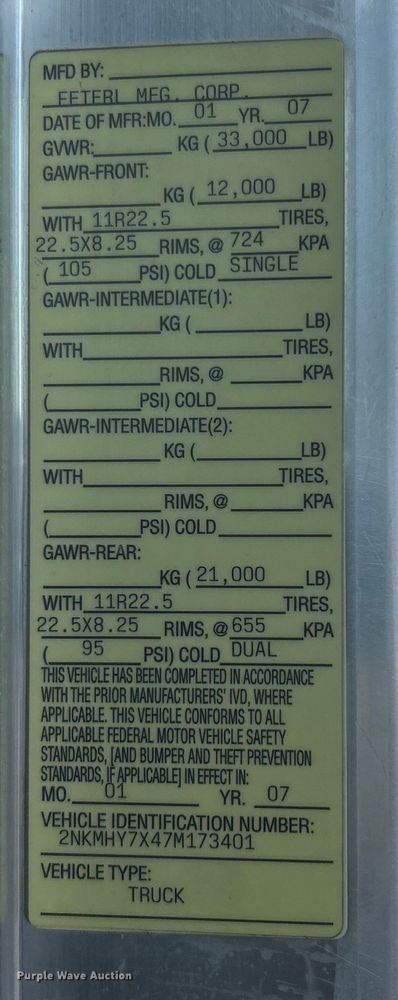 MFD BY:
MFG. CORP.
DATE OF MFR:MO. 01 YR. 07
GVWR: KG ( 33,000 LB)
GAWR-FRONT:
KG ( 12,000 LB)
WITH 11R22.5 TIRES,
22.5X8.25 RIMS, @ 724 KPA
( 105 PSI) COLD SINGLE
GAWR-INTERMEDIATE(1):
KG ( LB)
WITH TIRES,
RIMS, @ KPA
( PSI) COLD
GAWR-INTERMEDIATE(2):
KG ( LB)
WITH TIRES,
RIMS, @ KPA
( PSI) COLD
GAWR-REAR:
KG ( 21,000 LB)
WITH 11R22.5 TIRES,
22.5X8.25 RIMS, @ 655 KPA
( 95 PSI) COLD DUAL
THIS VEHICLE HAS BEEN COMPLETED IN ACCORDANCE
WITH THE PRIOR MANUFACTURERS' IVD, WHERE
APPLICABLE. THIS VEHICLE CONFORMS TO ALL
APPLICABLE FEDERAL MOTOR VEHICLE SAFETY
STANDARDS, [AND BUMPER AND THEFT PREVENTION
STANDARDS, IF APPLICABLE] IN EFFECT IN:
MO. 01 YR. 07
VEHICLE IDENTIFICATION NUMBER:
2NKMHY7X47M173401
VEHICLE TYPE:
TRUCK
Purple Wave Auction